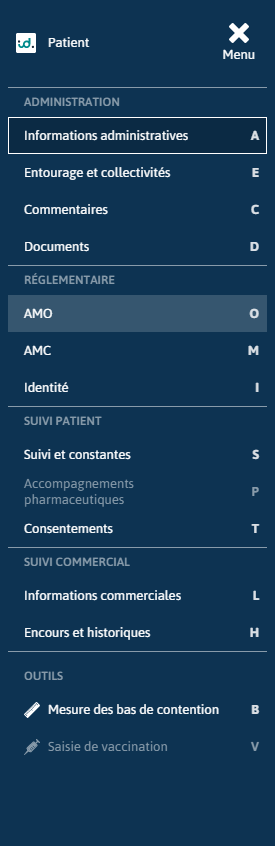 id.
Patient
Menu
ADMINISTRATION
Informations administratives A
Entourage et collectivités E
Commentaires C
Documents D
RÉGLEMENTAIRE
AMO O
AMC M
Identité I
SUIVI PATIENT
Suivi et constantes S
Accompagnements
pharmaceutiques P
Consentements T
SUIVI COMMERCIAL
Informations commerciales L
Encours et historiques H
OUTILS
Mesure des bas de contention B
Saisie de vaccination V